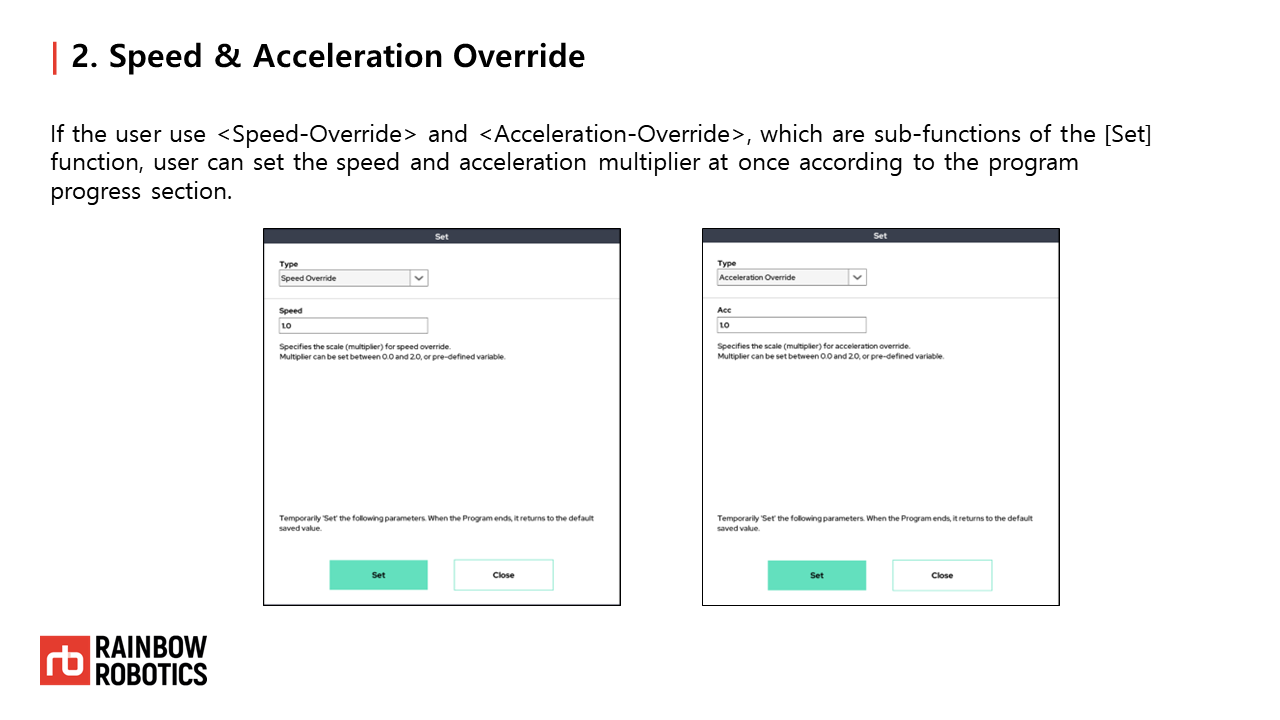 2. Speed & Acceleration Override
If the user use <Speed-Override> and <Acceleration-Override>, which are sub-functions of the [Set]
function, user can set the speed and acceleration multiplier at once according to the program
progress section.
Set
Type
Speed Override
Speed
1.0
Specifies the scale (multiplier) for speed override.
Multiplier can be set between 0.0 and 2.0, or pre-defined variable.
Temporarily 'Set' the following parameters. When the Program ends, it returns to the default
saved value.
Set
Close
Set
Type
Acceleration Override
Acc
1.0
Specifies the scale (multiplier) for acceleration override.
Multiplier can be set between 0.0 and 2.0, or pre-defined variable.
Temporarily 'Set' the following parameters. When the Program ends, it returns to the default
saved value.
Set
Close
rb
RAINBOW
ROBOTICS